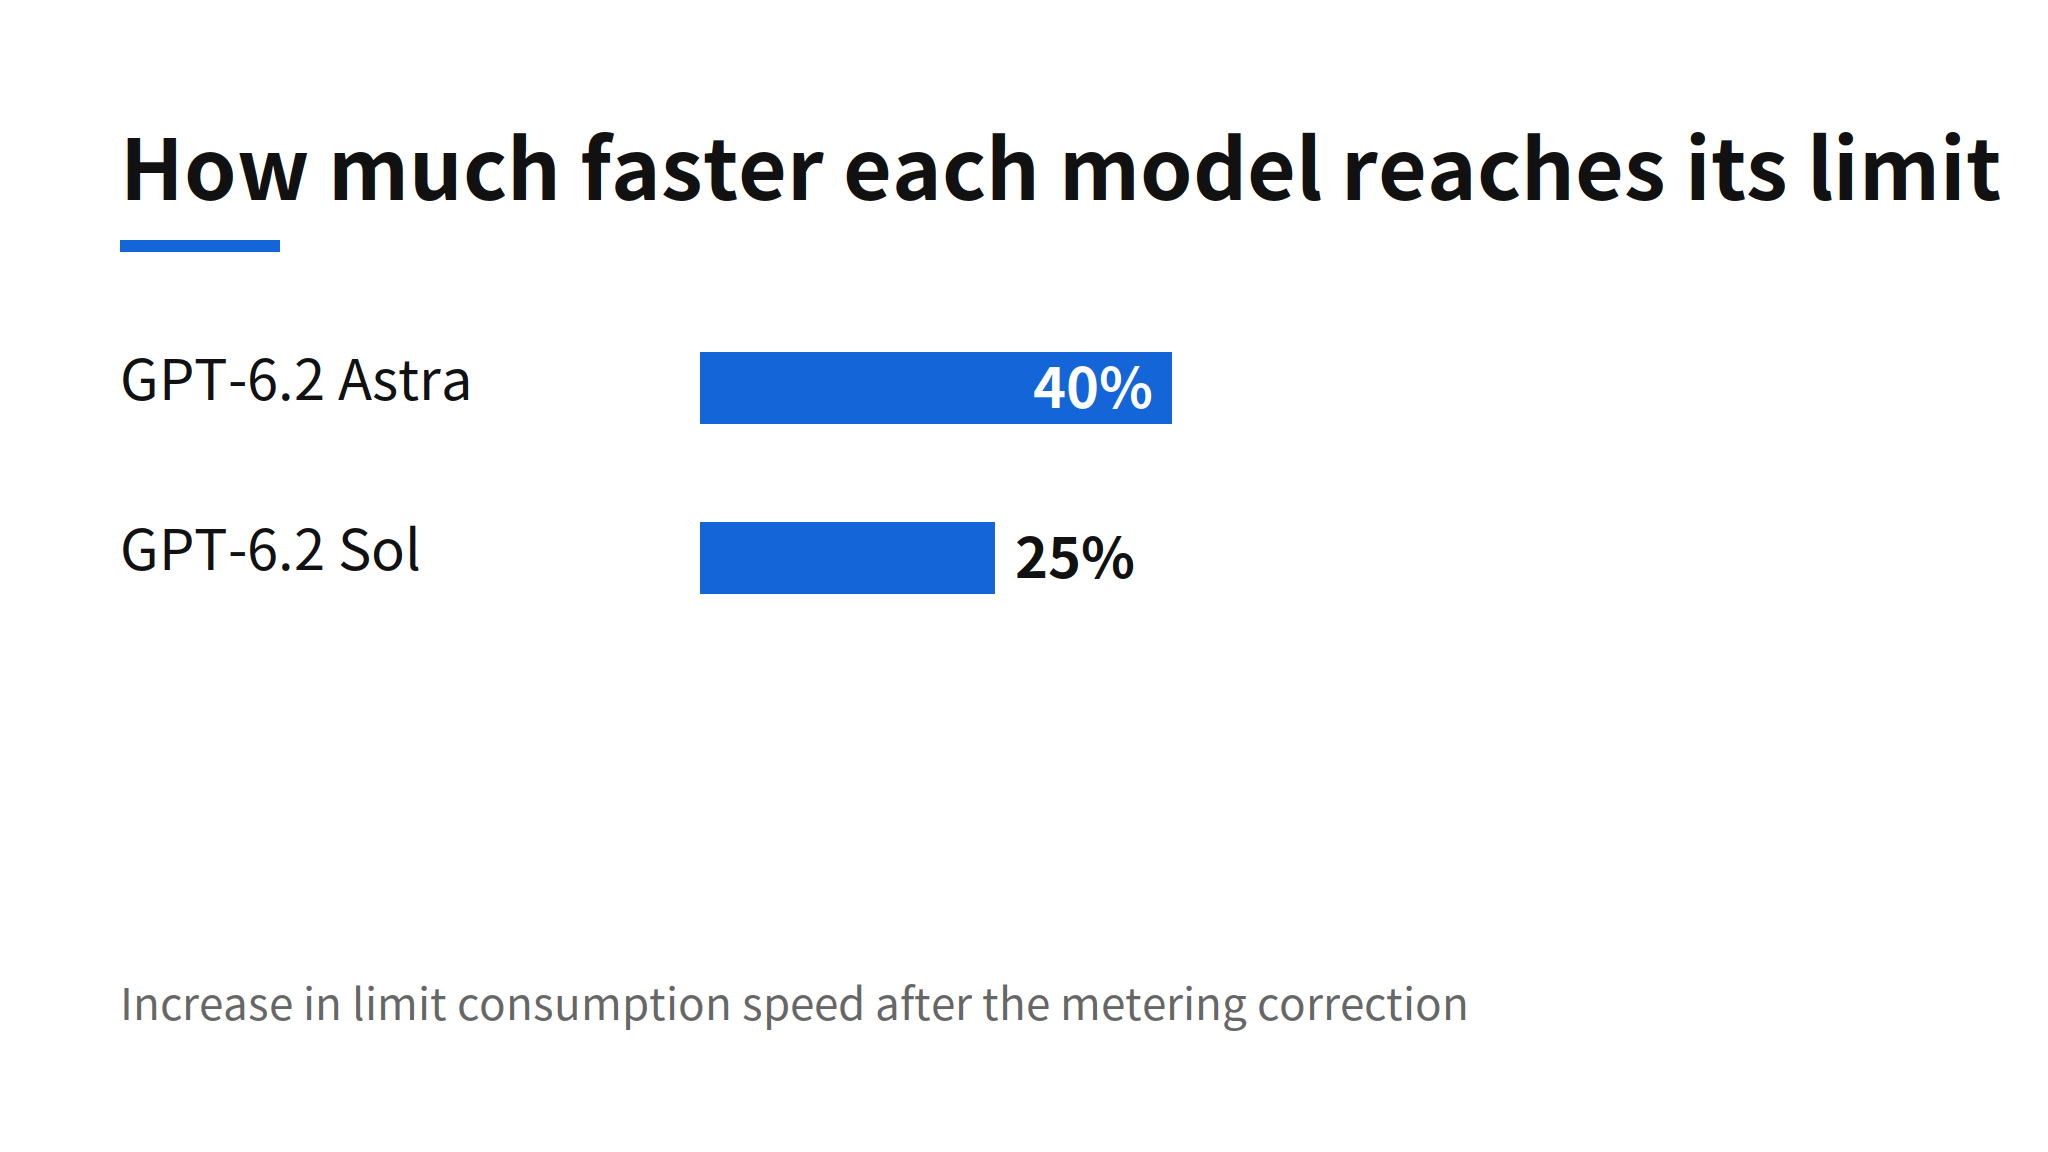 How much faster each model reaches its limit
GPT-6.2 Astra
40%
GPT-6.2 Sol
25%
Increase in limit consumption speed after the metering correction